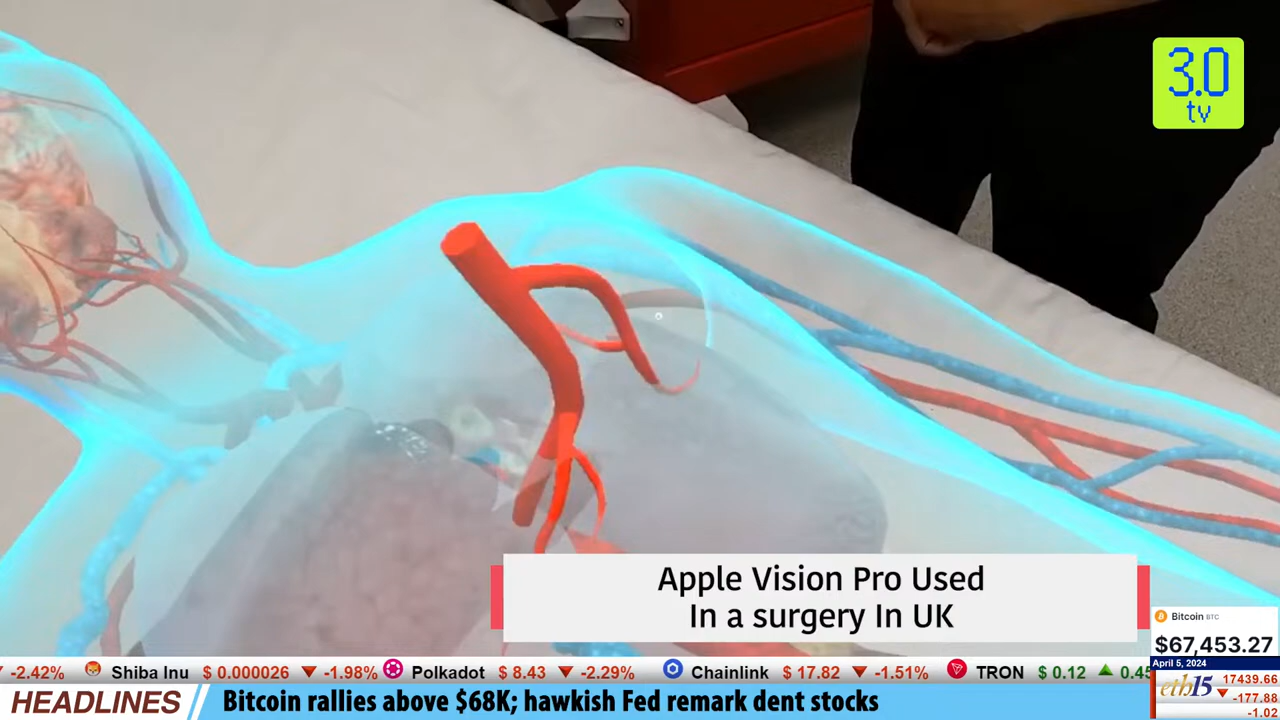 3.0
tv
Apple Vision Pro Used
In a surgery In UK
Bitcoin BTC
$67,453.27
April 5, 2024
-2.42% Shiba Inu $ 0.000026 -1.98% Polkadot $ 8.43 -2.29% Chainlink $ 17.82 -1.51% TRON $ 0.12 0.45
eth15 17439.66
-177.88
-1.02
HEADLINES Bitcoin rallies above $68K; hawkish Fed remark dent stocks